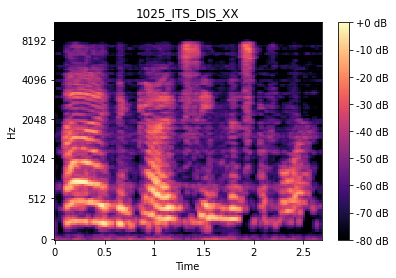 1025_ITS_DIS_XX
+0 dB
8192
-10 dB
4096
-20 dB
-30 dB
2048
Hz
-40 dB
1024
-50 dB
512
-60 dB
-70 dB
0
-80 dB
0 0.5 1 1.5 2 2.5
Time